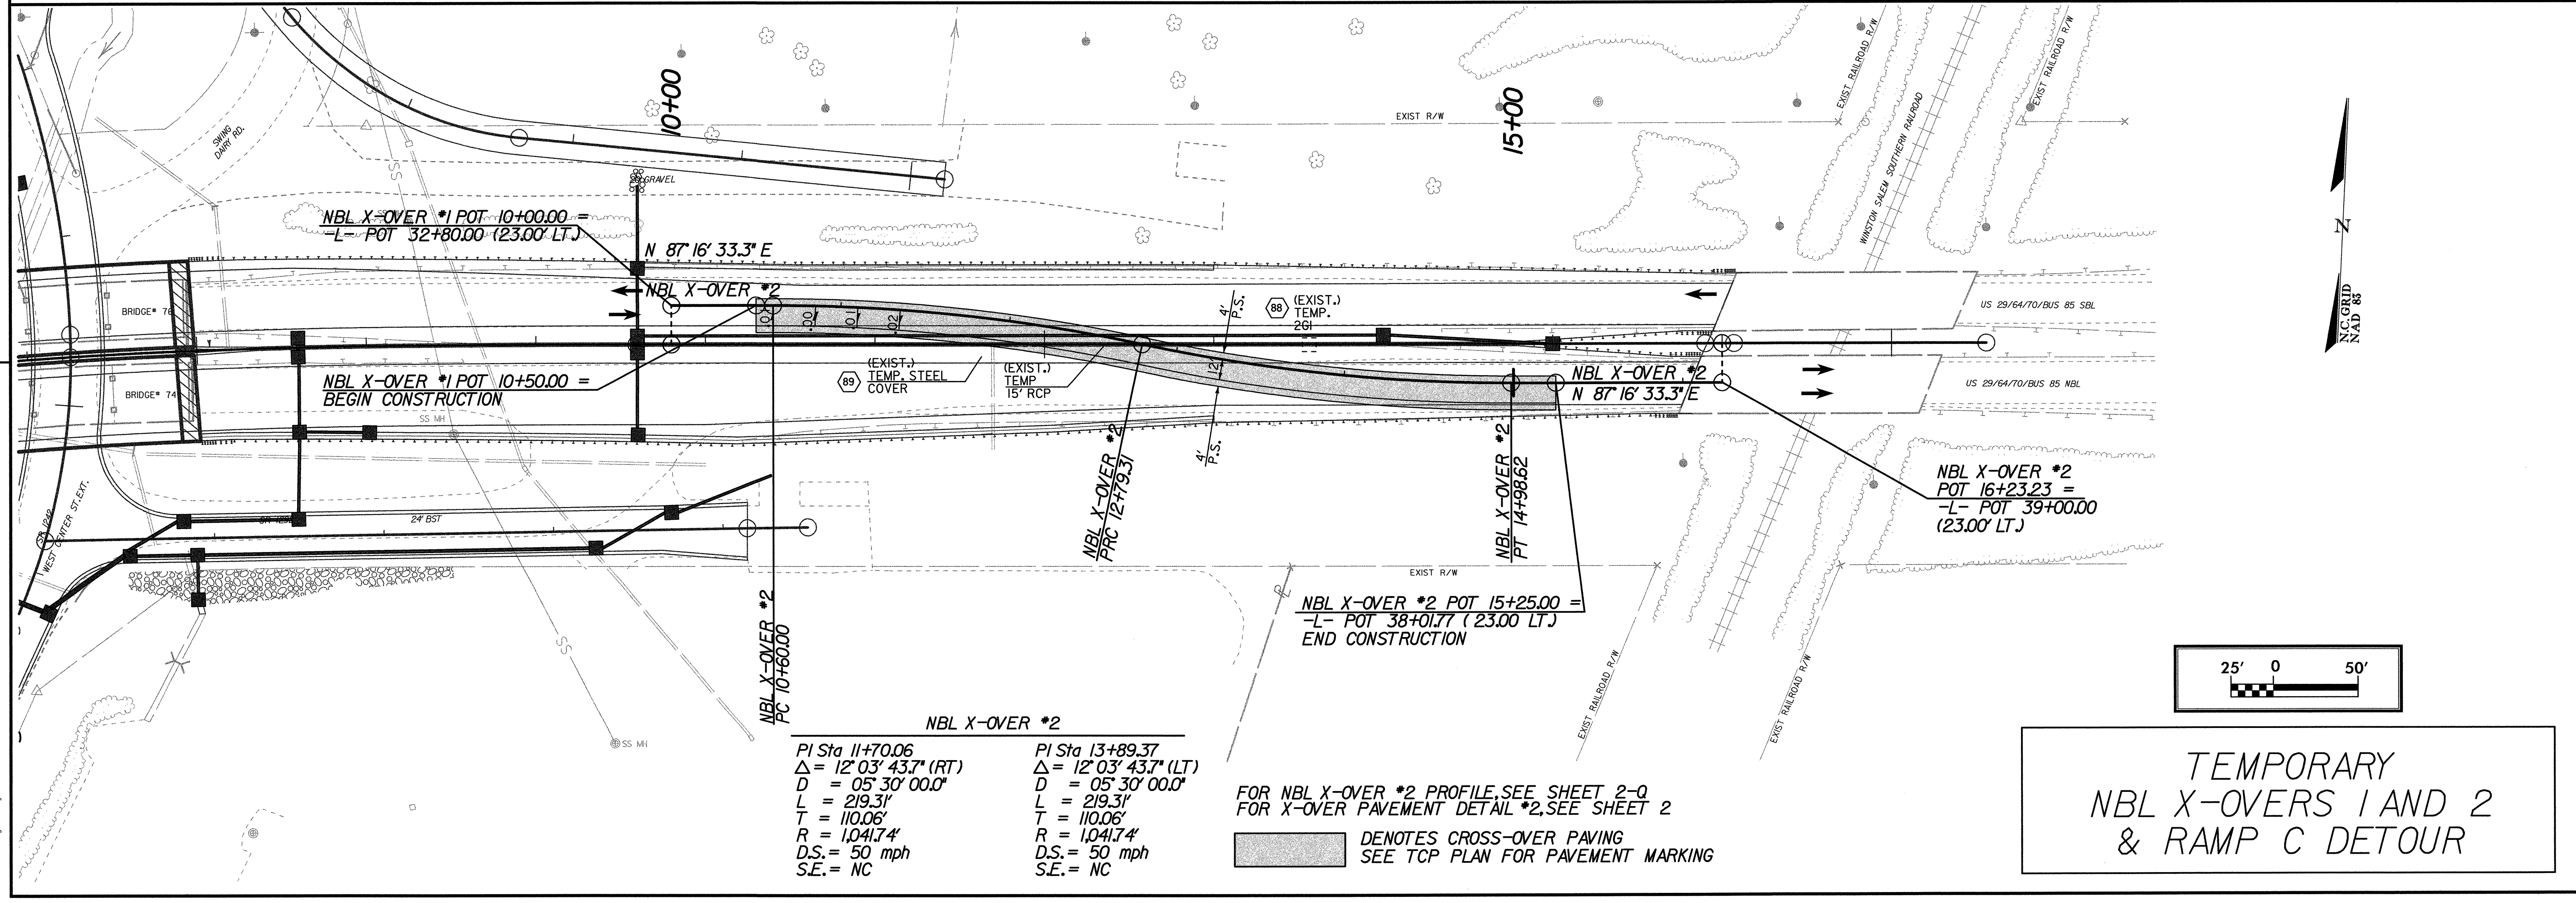 10+00
15+00
EXIST R/W
EXIST RAILROAD R/W
EXIST RAILROAD R/W
WINSTON SALEM SOUTHERN RAILROAD
SWING
DAIRY RD.
GRAVEL
SS
NBL X-OVER #1 POT 10+00.00 =
-L- POT 32+80.00 (23.00' LT.)
N 87° 16' 33.3" E
NBL X-OVER #2
BRIDGE# 76
BRIDGE# 74
.00
.01
.02
4'
P.S.
88
(EXIST.)
TEMP.
2GI
US 29/64/70/BUS 85 SBL
US 29/64/70/BUS 85 NBL
N
N.C. GRID
NAD 83
NBL X-OVER #1 POT 10+50.00 =
BEGIN CONSTRUCTION
89
(EXIST.)
TEMP. STEEL
COVER
(EXIST.)
TEMP
15' RCP
12'
NBL X-OVER #2
N 87° 16' 33.3" E
SS MH
4'
P.S.
NBL X-OVER #2
PRC 12+79.31
NBL X-OVER #2
PT 14+98.62
NBL X-OVER #2
POT 16+23.23 =
-L- POT 39+00.00
(23.00' LT.)
SR 1242
WEST CENTER ST. EXT.
24' BST
EXIST R/W
NBL X-OVER #2
PC 10+60.00
NBL X-OVER #2 POT 15+25.00 =
-L- POT 38+01.77 ( 23.00 LT.)
END CONSTRUCTION
SS
SS MH
EXIST RAILROAD R/W
EXIST RAILROAD R/W
25' 0 50'
NBL X-OVER #2
PI Sta 11+70.06
Δ = 12° 03' 43.7" (RT)
D = 05° 30' 00.0"
L = 219.31'
T = 110.06'
R = 1,041.74'
D.S. = 50 mph
S.E. = NC
PI Sta 13+89.37
Δ = 12° 03' 43.7" (LT)
D = 05° 30' 00.0"
L = 219.31'
T = 110.06'
R = 1,041.74'
D.S. = 50 mph
S.E. = NC
FOR NBL X-OVER #2 PROFILE, SEE SHEET 2-Q
FOR X-OVER PAVEMENT DETAIL #2, SEE SHEET 2
DENOTES CROSS-OVER PAVING
SEE TCP PLAN FOR PAVEMENT MARKING
TEMPORARY
NBL X-OVERS 1 AND 2
& RAMP C DETOUR